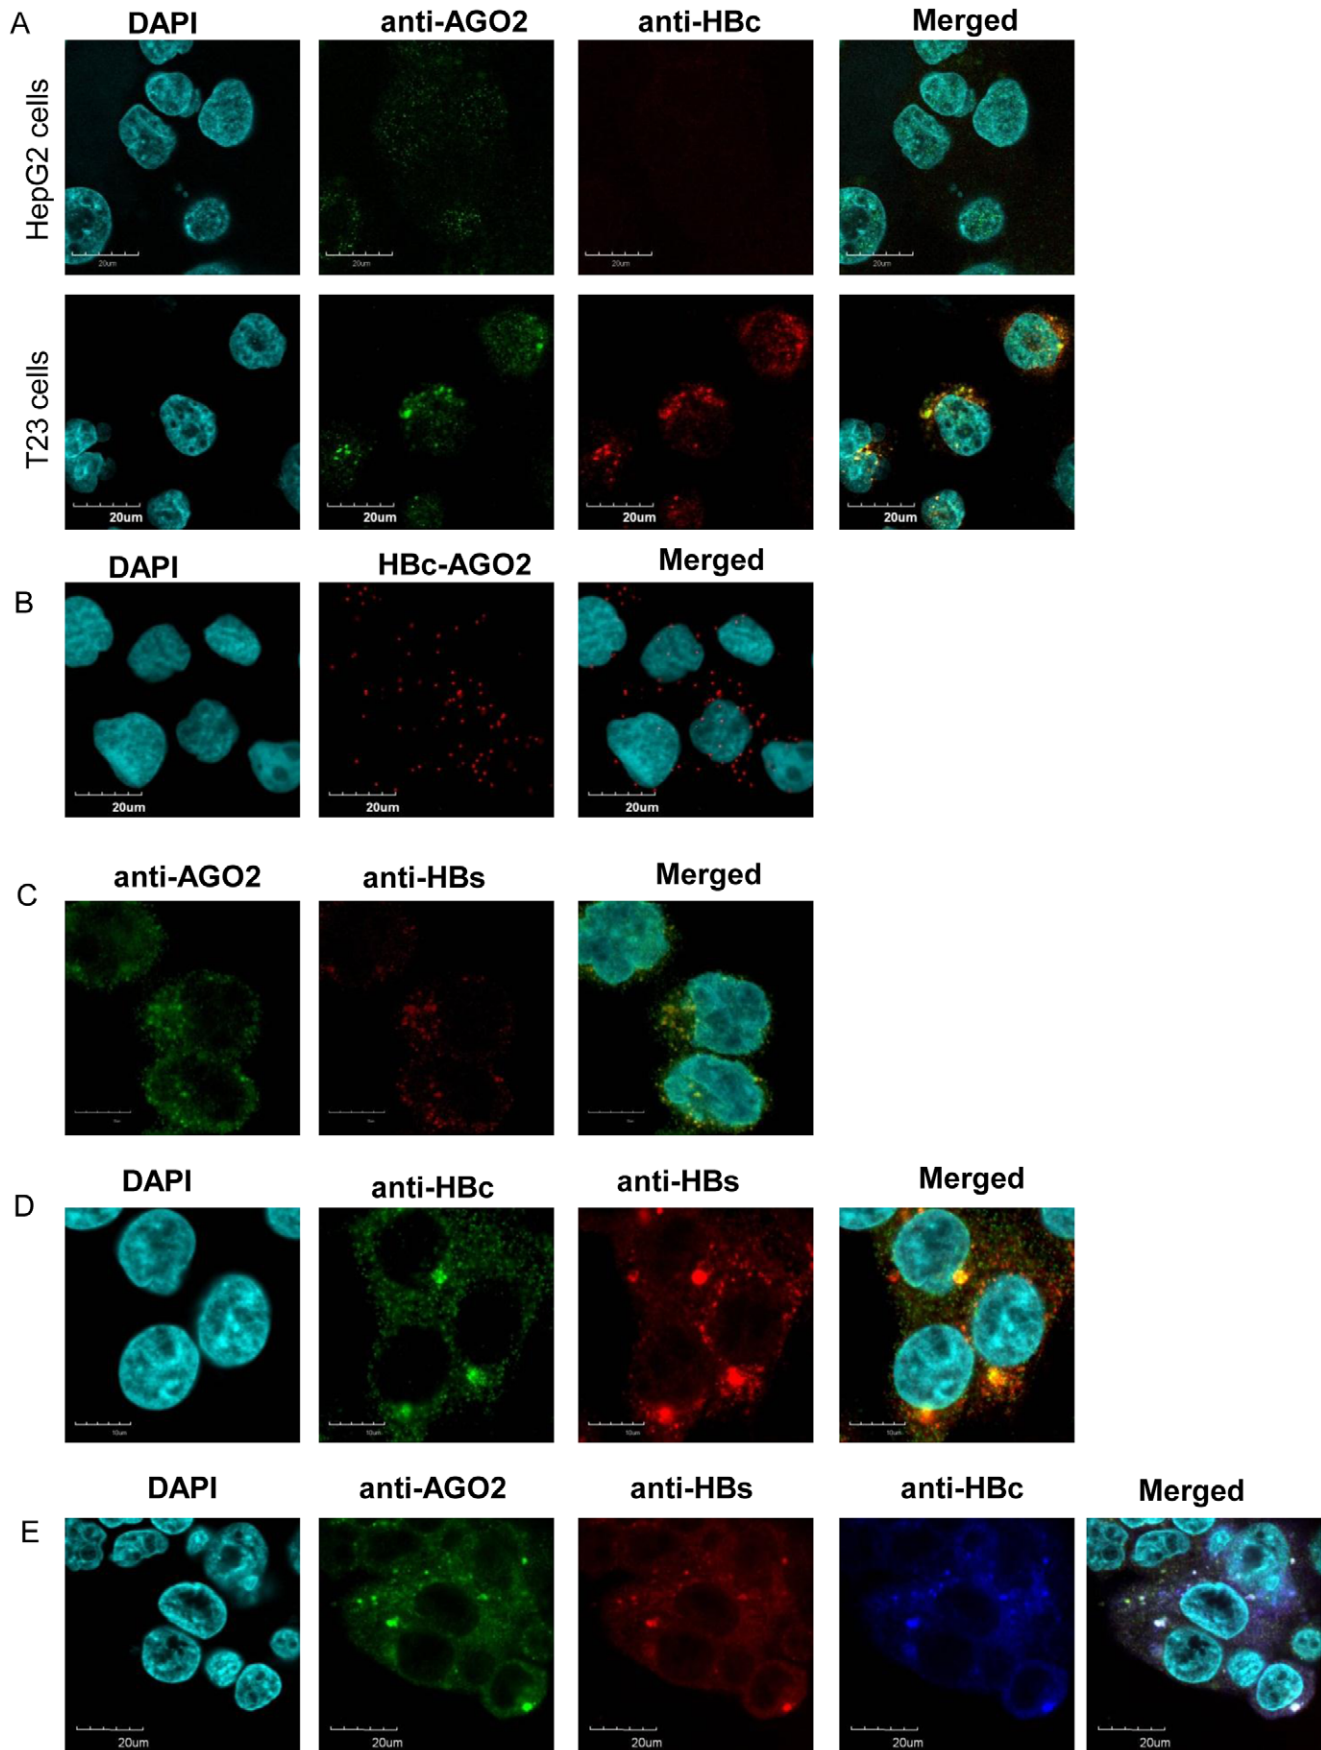 A
DAPI anti-AGO2 anti-HBc Merged
HepG2 cells
20um 20um 20um 20um
T23 cells
20um 20um 20um 20um
DAPI HBc-AGO2 Merged
B
20um 20um 20um
anti-AGO2 anti-HBs Merged
C
DAPI anti-HBc anti-HBs Merged
D
10um 10um 10um 10um
DAPI anti-AGO2 anti-HBs anti-HBc Merged
E
20um 20um 20um 20um 20um